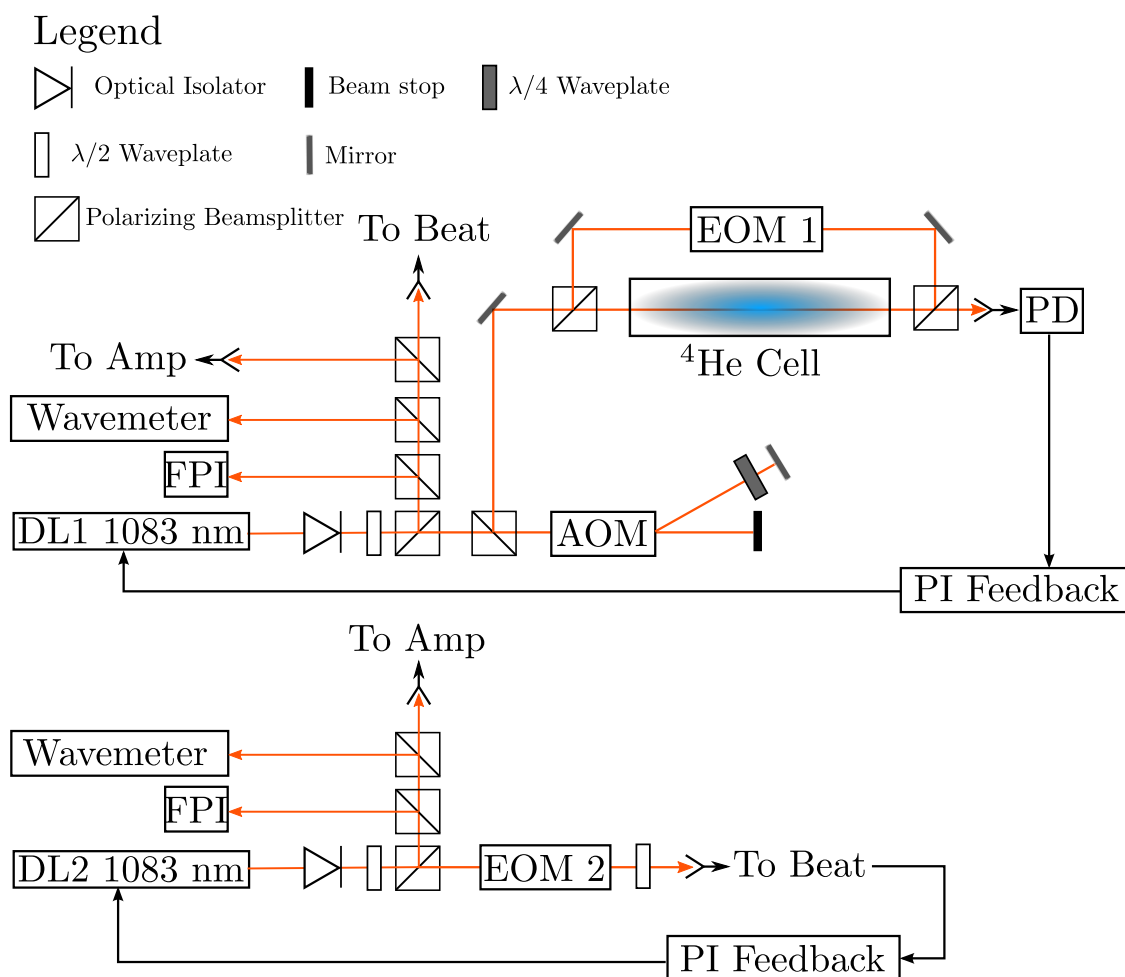 Legend
Optical Isolator
Beam stop
λ/4 Waveplate
λ/2 Waveplate
Mirror
Polarizing Beamsplitter
To Beat
EOM 1
PD
To Amp
⁴He Cell
Wavemeter
FPI
DL1 1083 nm
AOM
PI Feedback
To Amp
Wavemeter
FPI
DL2 1083 nm
EOM 2
To Beat
PI Feedback